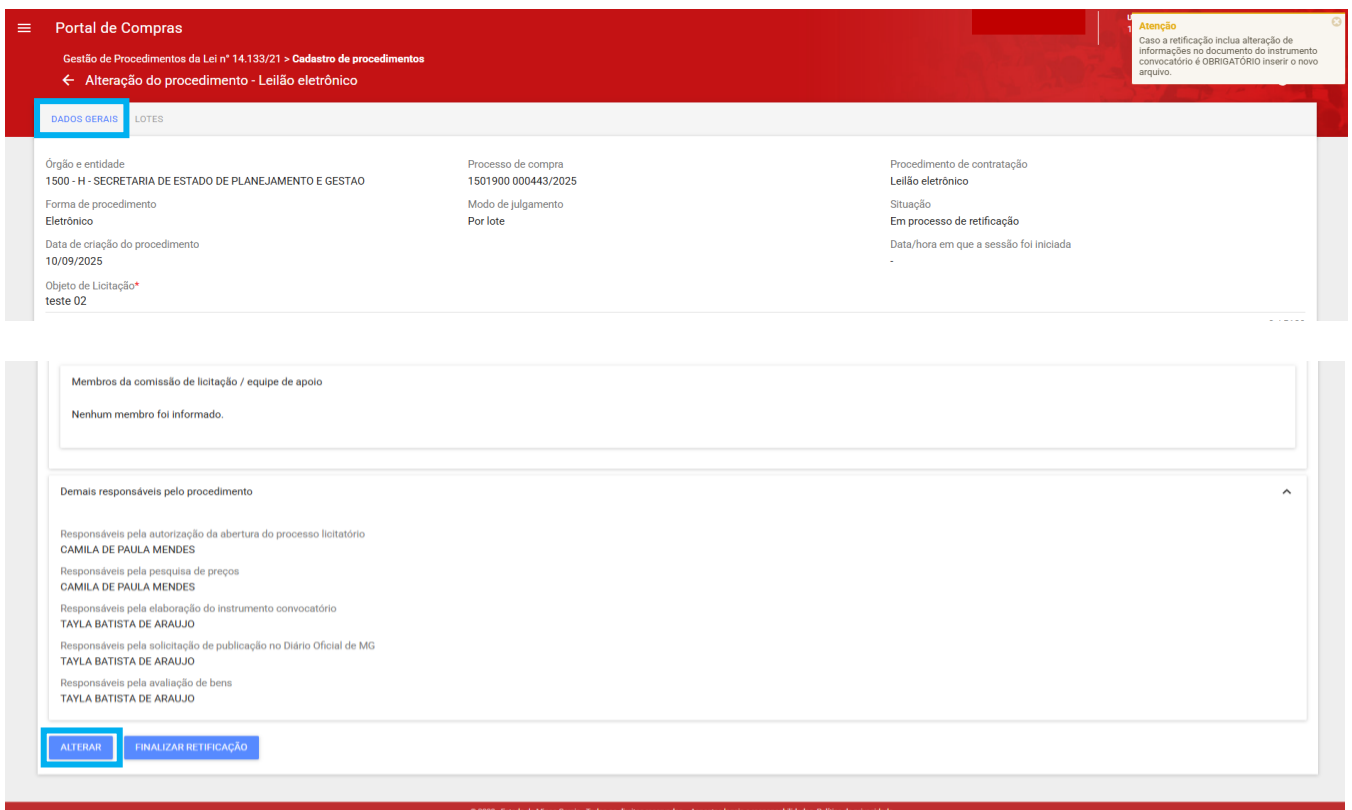 Portal de Compras
Gestão de Procedimentos da Lei n° 14.133/21 > Cadastro de procedimentos
Alteração do procedimento - Leilão eletrônico
Atenção
Caso a retificação inclua alteração de
informações no documento do instrumento
convocatório é OBRIGATÓRIO inserir o novo
arquivo.
DADOS GERAIS LOTES
Órgão e entidade Processo de compra Procedimento de contratação
1500 - H - SECRETARIA DE ESTADO DE PLANEJAMENTO E GESTAO 1501900 000443/2025 Leilão eletrônico
Forma de procedimento Modo de julgamento Situação
Eletrônico Por lote Em processo de retificação
Data de criação do procedimento Data/hora em que a sessão foi iniciada
10/09/2025 -
Objeto de Licitação*
teste 02
Membros da comissão de licitação / equipe de apoio
Nenhum membro foi informado.
Demais responsáveis pelo procedimento
Responsáveis pela autorização da abertura do processo licitatório
CAMILA DE PAULA MENDES
Responsáveis pela pesquisa de preços
CAMILA DE PAULA MENDES
Responsáveis pela elaboração do instrumento convocatório
TAYLA BATISTA DE ARAUJO
Responsáveis pela solicitação de publicação no Diário Oficial de MG
TAYLA BATISTA DE ARAUJO
Responsáveis pela avaliação de bens
TAYLA BATISTA DE ARAUJO
ALTERAR FINALIZAR RETIFICAÇÃO